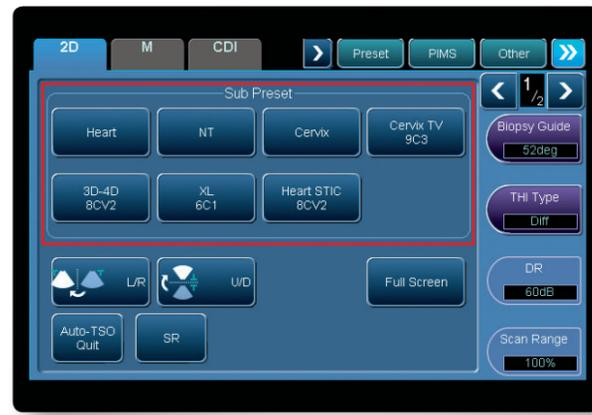 2D M CDI Preset PIMS Other
1/2
Sub Preset
Heart NT Cervix Cervix TV
9C3
3D-4D XL Heart STIC
8CV2 6C1 8CV2
Biopsy Guide
52deg
THI Type
Diff
L/R U/D Full Screen
DR
60dB
Auto-TSO SR
Quit
Scan Range
100%